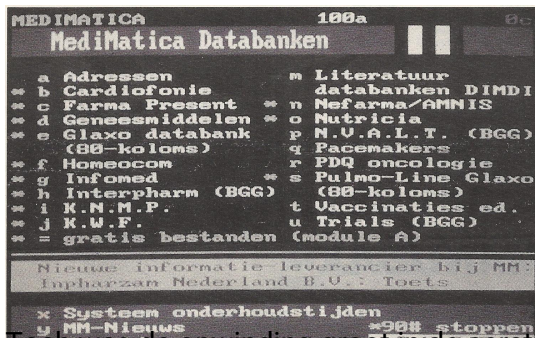 MEDIMATICA 100a 0c
MediMatica Databanken
a Adressen
* b Cardiofonie
* c Farma Present
* d Geneesmiddelen
* e Glaxo databank
(80-koloms)
* f Homeocom
* g Infomed
* h Interpharm (BGG)
* i K.N.M.P.
* j K.W.F.
m Literatuur
databanken DIMDI
* n Nefarma/AMNIS
* o Nutricia
p N.V.A.L.T. (BGG)
q Pacemakers
r PDQ oncologie
* s Pulmo-Line Glaxo
(80-koloms)
t Vaccinaties ed.
u Trials (BGG)
* = gratis bestanden (module A)
Nieuwe informatie leverancier bij MM:
Inpharzam Nederland B.V.: Toets
x Systeem onderhoudstijden
y MM-Nieuws *90# stoppen